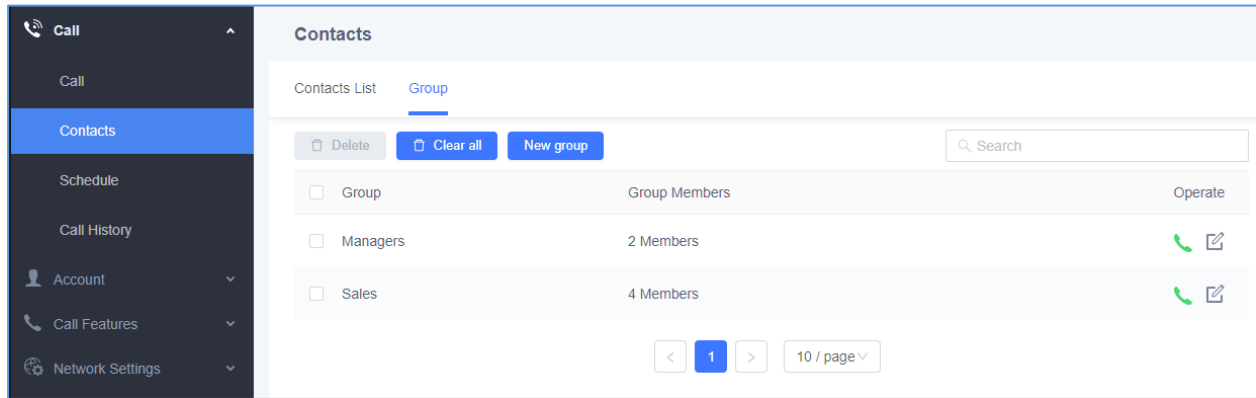 Call
Call
Contacts
Schedule
Call History
Account
Call Features
Network Settings
Contacts
Contacts List Group
Delete Clear all New group Search
Group Group Members Operate
Managers 2 Members
Sales 4 Members
< 1 > 10 / page